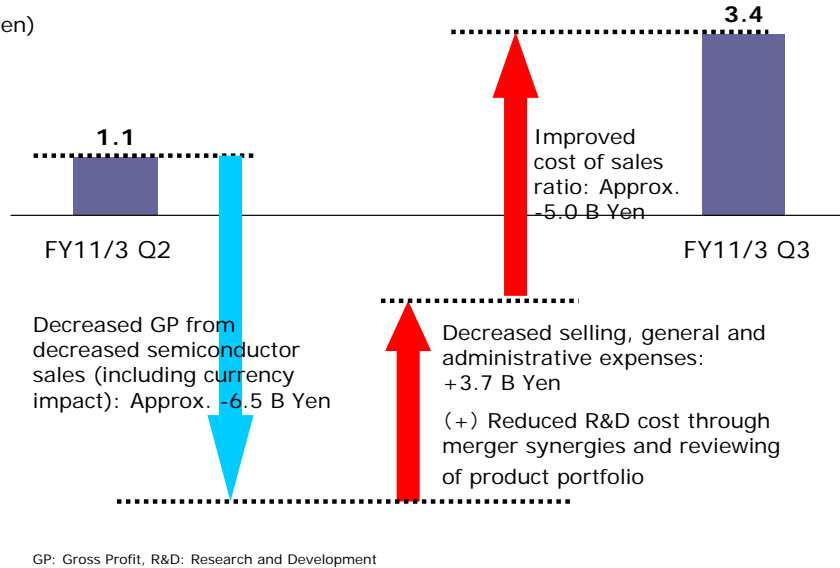 en)
3.4
1.1
Improved
cost of sales
ratio: Approx.
-5.0 B Yen
FY11/3 Q2
FY11/3 Q3
Decreased GP from
decreased semiconductor
sales (including currency
impact): Approx. -6.5 B Yen
Decreased selling, general and
administrative expenses:
+3.7 B Yen
(+) Reduced R&D cost through
merger synergies and reviewing
of product portfolio
GP: Gross Profit, R&D: Research and Development